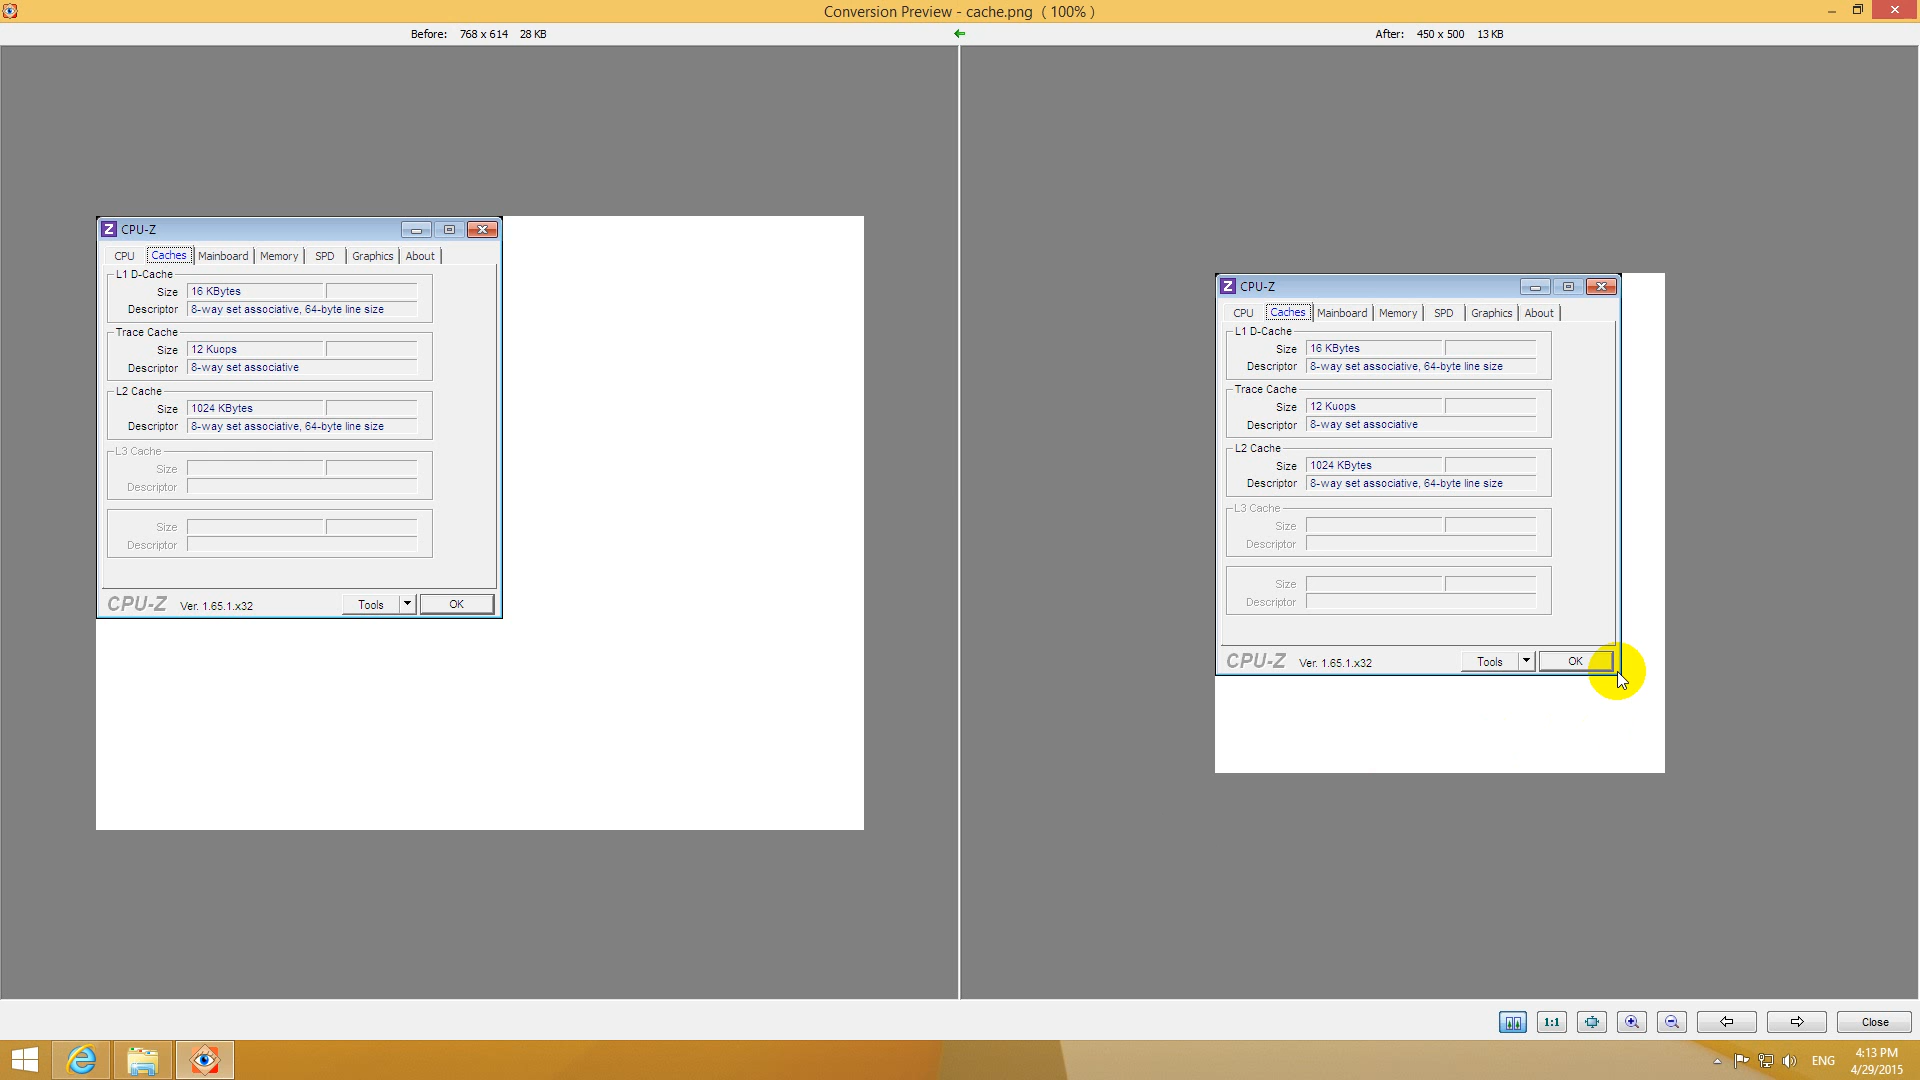 Conversion Preview - cache.png ( 100% )
Before: 768 x 614 28 KB
After: 450 x 500 13 KB
Z CPU-Z
CPU Caches Mainboard Memory SPD Graphics About
L1 D-Cache
Size 16 KBytes
Descriptor 8-way set associative, 64-byte line size
Trace Cache
Size 12 Kuops
Descriptor 8-way set associative
L2 Cache
Size 1024 KBytes
Descriptor 8-way set associative, 64-byte line size
L3 Cache
Size
Descriptor
Size
Descriptor
CPU-Z Ver. 1.65.1.x32 Tools OK
Z CPU-Z
CPU Caches Mainboard Memory SPD Graphics About
L1 D-Cache
Size 16 KBytes
Descriptor 8-way set associative, 64-byte line size
Trace Cache
Size 12 Kuops
Descriptor 8-way set associative
L2 Cache
Size 1024 KBytes
Descriptor 8-way set associative, 64-byte line size
L3 Cache
Size
Descriptor
Size
Descriptor
CPU-Z Ver. 1.65.1.x32 Tools OK
1:1 Close
ENG 4:13 PM
4/29/2015